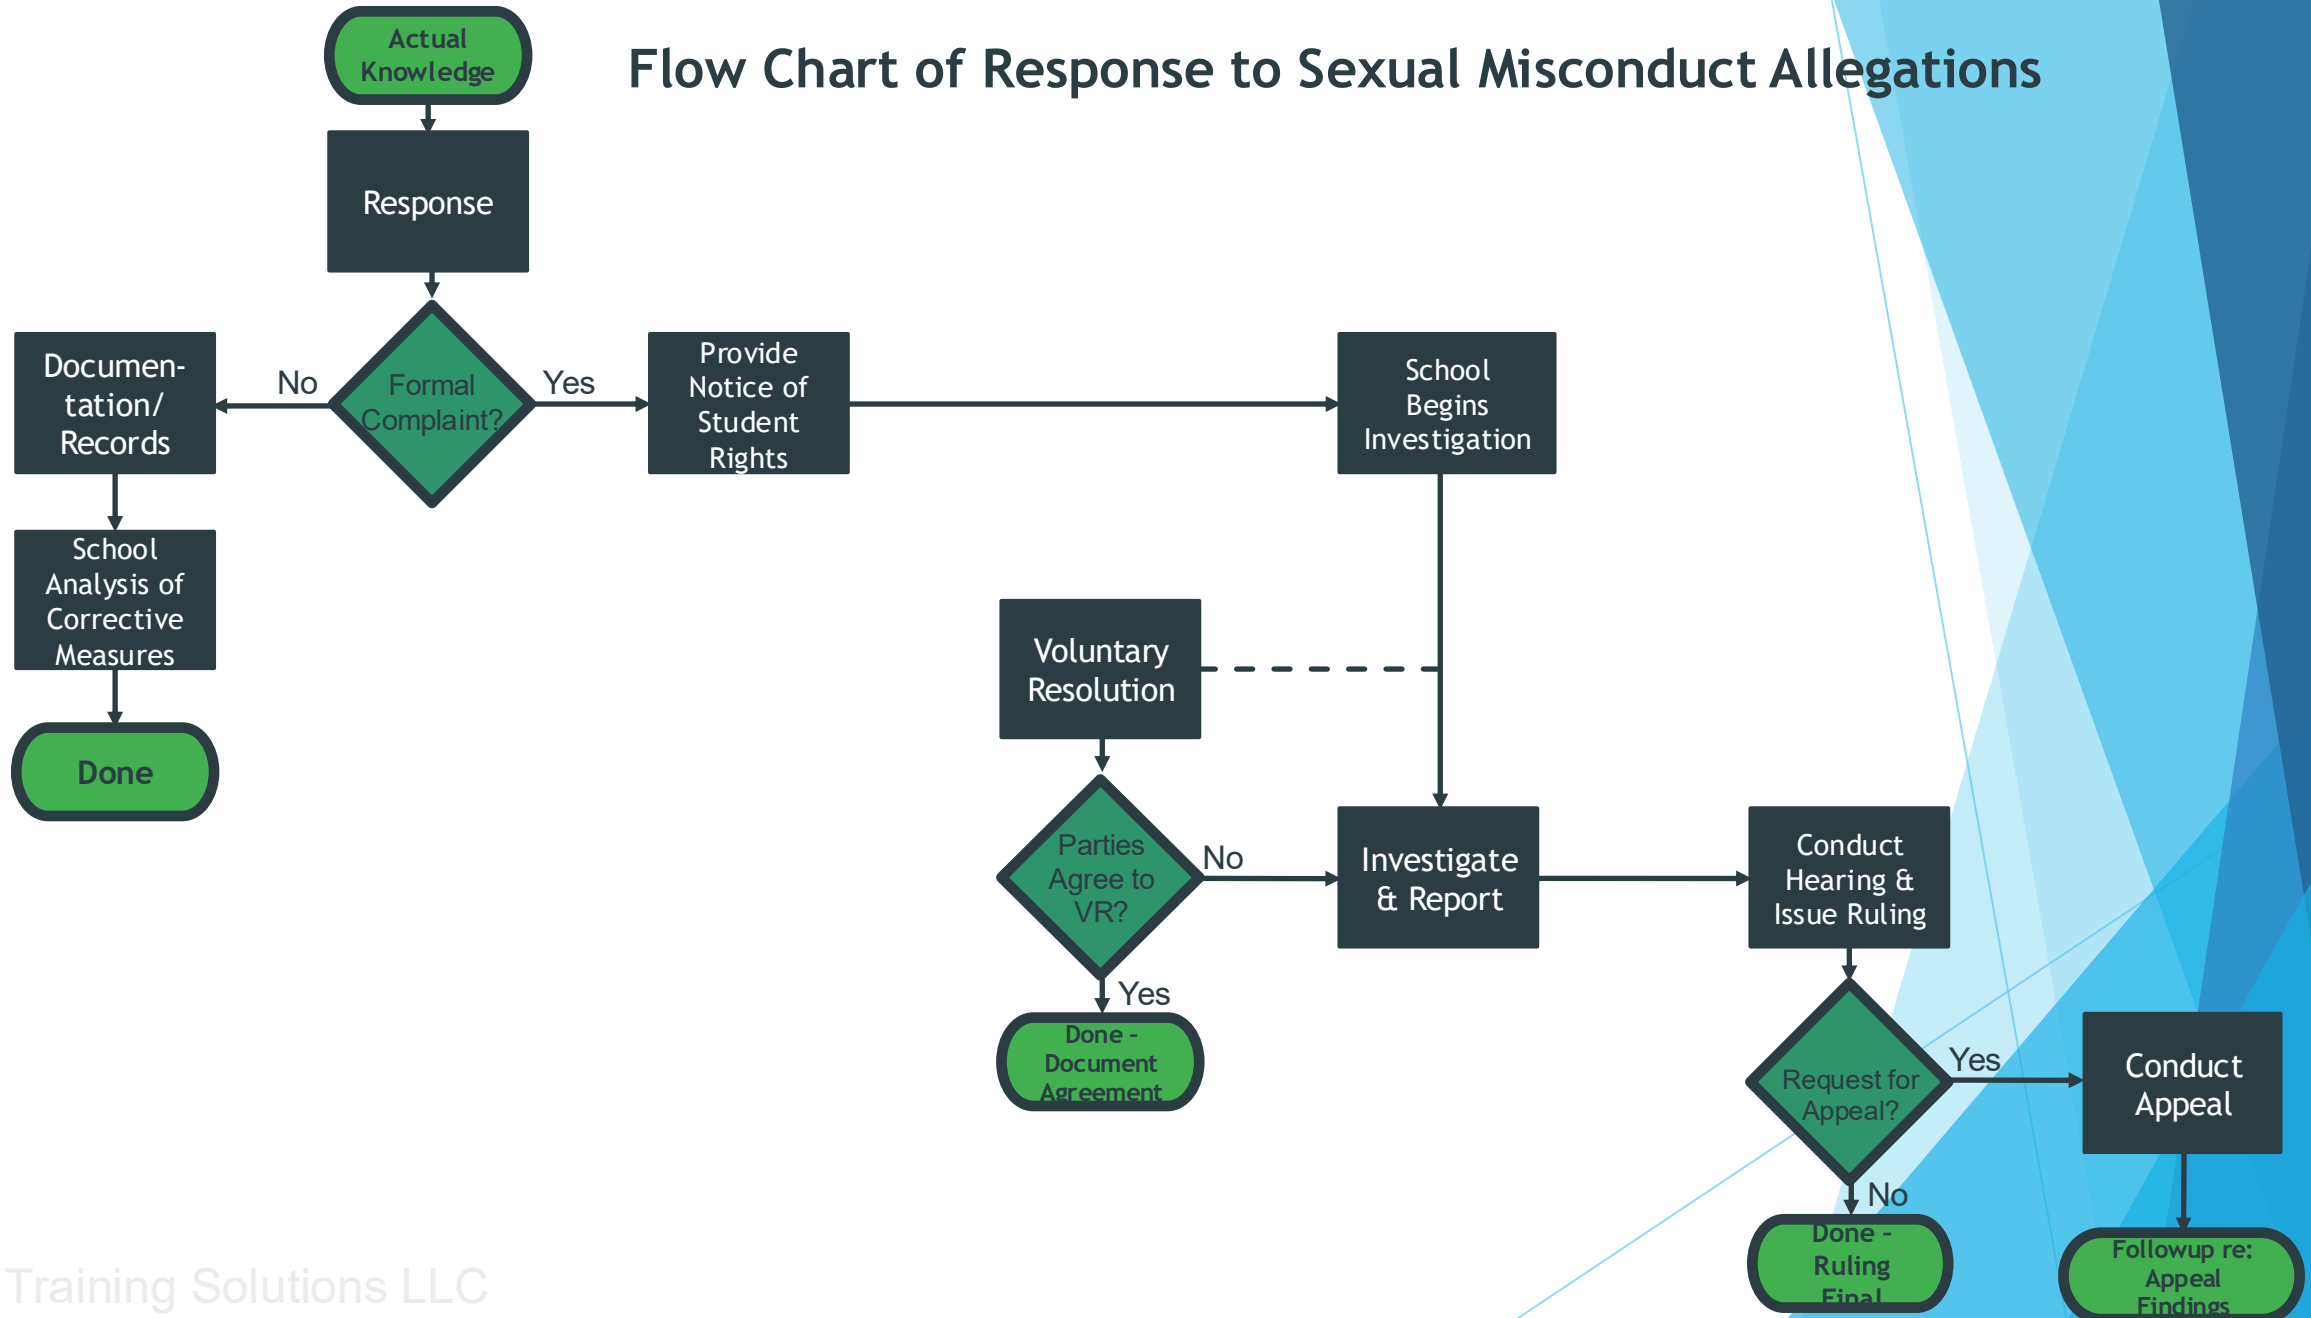 Actual
Knowledge
Flow Chart of Response to Sexual Misconduct Allegations
Response
Documen-
tation/
Records
No
Formal
Complaint?
Yes
Provide
Notice of
Student
Rights
School
Begins
Investigation
School
Analysis of
Corrective
Measures
Done
Voluntary
Resolution
Parties
Agree to
VR?
No
Investigate
& Report
Conduct
Hearing &
Issue Ruling
Yes
Done –
Document
Agreement
Request for
Appeal?
Yes
Conduct
Appeal
No
Done –
Ruling
Final
Followup re:
Appeal
Findings
Training Solutions LLC